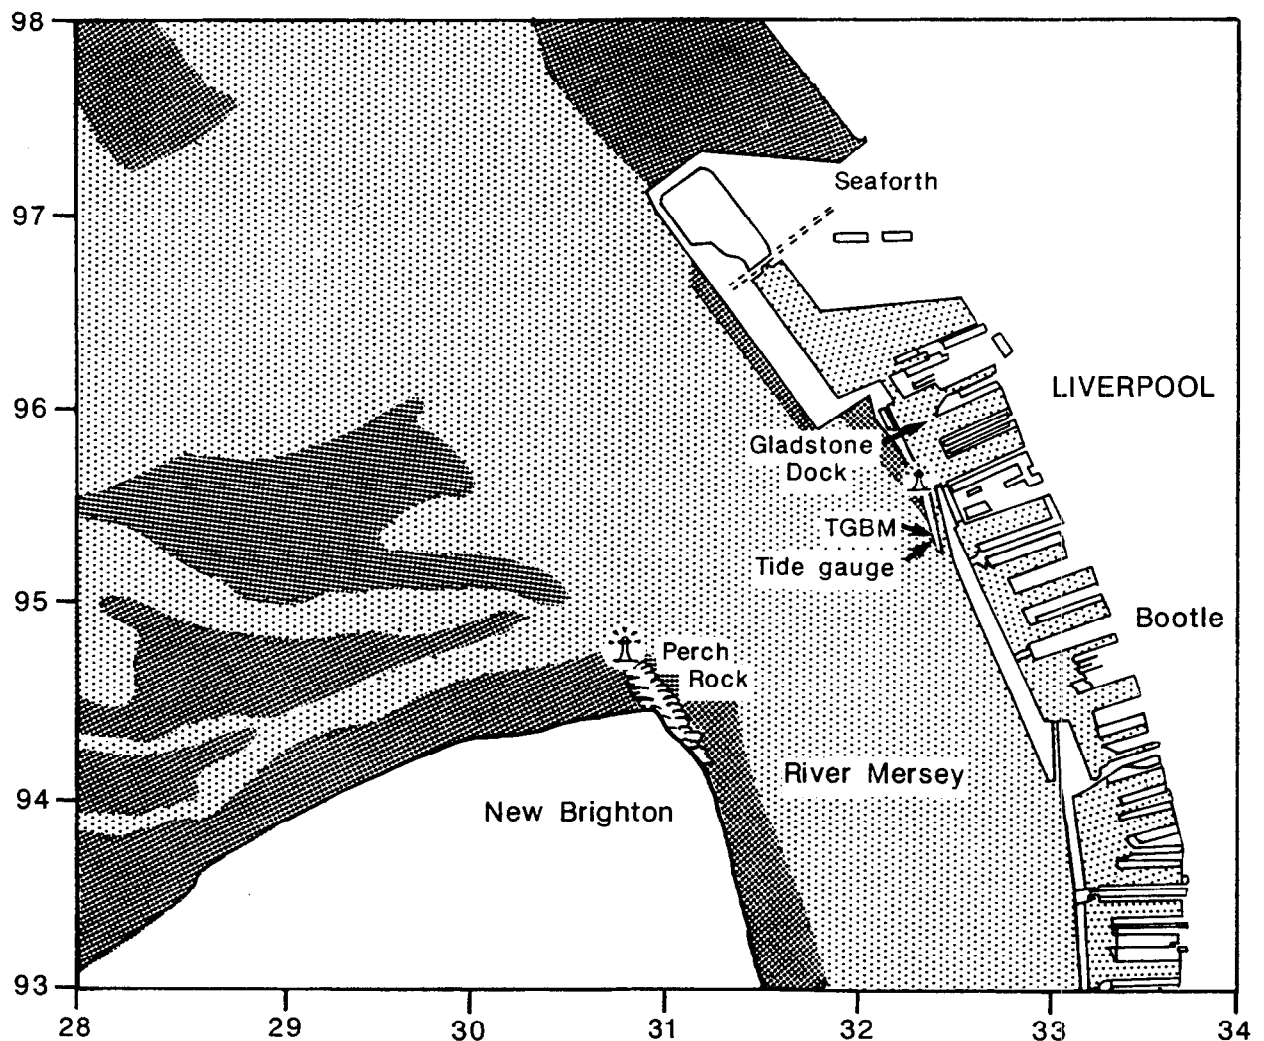 98
97
Seaforth
96
LIVERPOOL
Gladstone
Dock
TGBM
Tide gauge
95
Bootle
Perch
Rock
River Mersey
94
New Brighton
93
28
29
30
31
32
33
34